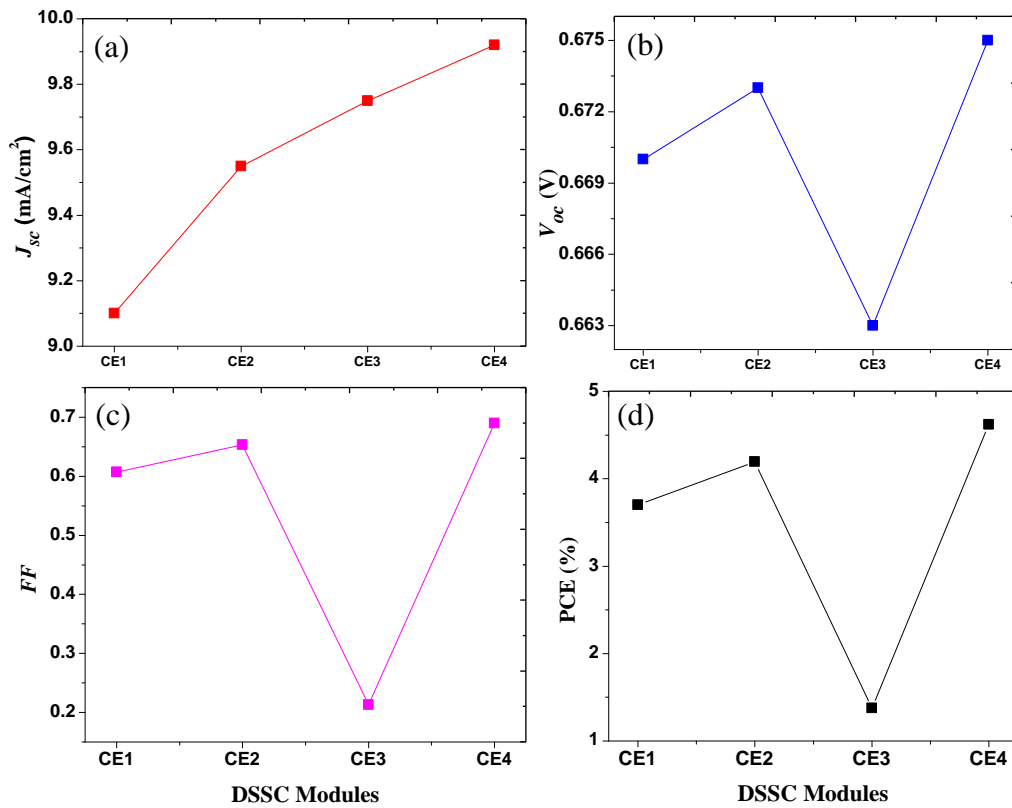 (a)
10.0
9.8
9.6
9.4
9.2
9.0
J_sc (mA/cm²)
CE1 CE2 CE3 CE4
(b)
0.675
0.672
0.669
0.666
0.663
V_oc (V)
CE1 CE2 CE3 CE4
(c)
0.7
0.6
0.5
0.4
0.3
0.2
FF
CE1 CE2 CE3 CE4
DSSC Modules
(d)
5
4
3
2
1
PCE (%)
CE1 CE2 CE3 CE4
DSSC Modules